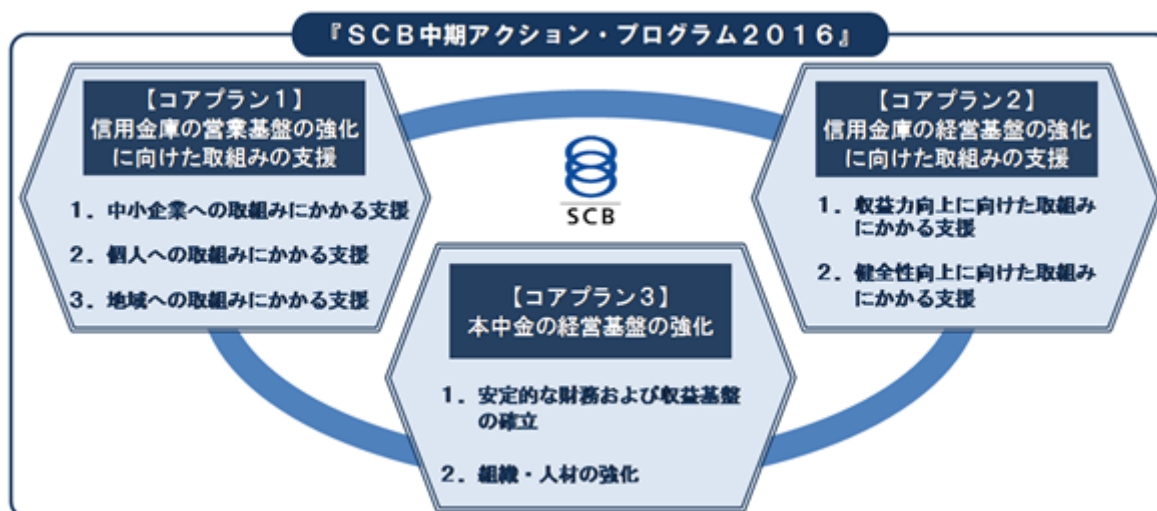 『SCB中期アクション・プログラム2016』
【コアプラン1】
信用金庫の営業基盤の強化
に向けた取組みの支援
1.中小企業への取組みにかかる支援
2.個人への取組みにかかる支援
3.地域への取組みにかかる支援
【コアプラン2】
信用金庫の経営基盤の強化
に向けた取組みの支援
1.収益力向上に向けた取組み
にかかる支援
2.健全性向上に向けた取組み
にかかる支援
SCB
【コアプラン3】
本中金の経営基盤の強化
1.安定的な財務および収益基盤
の確立
2.組織・人材の強化